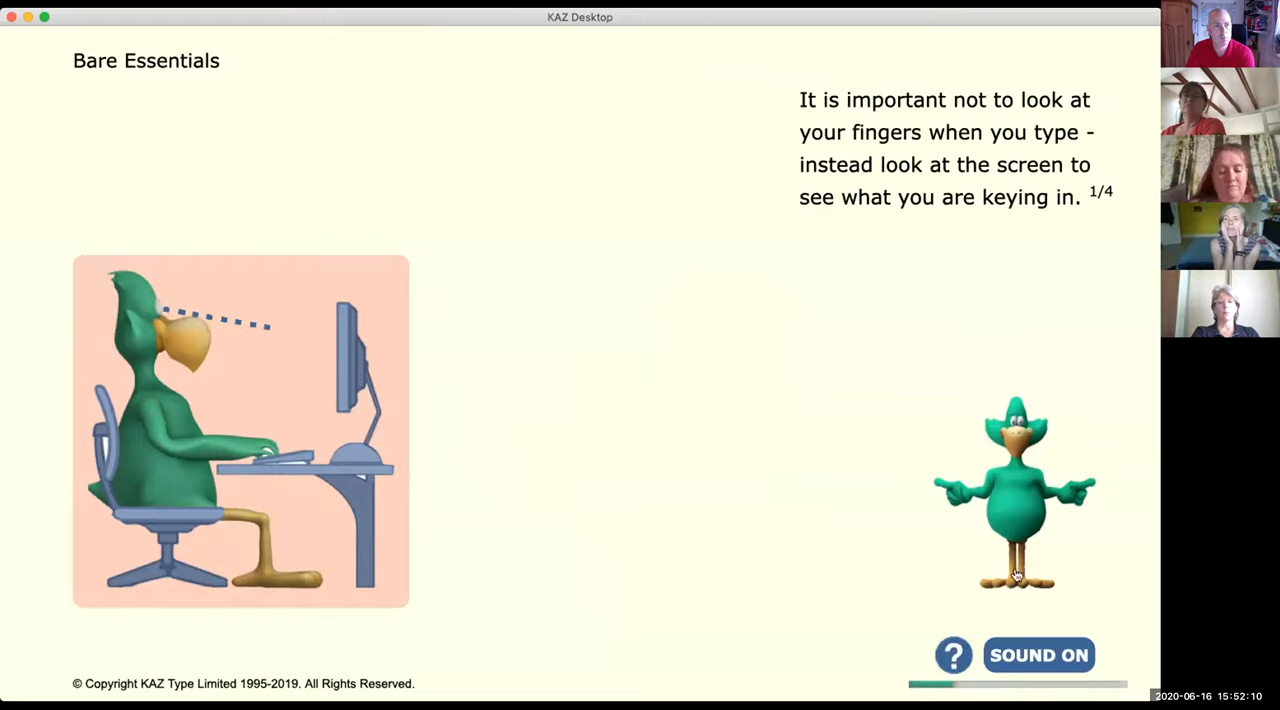 KAZ Desktop
Bare Essentials
It is important not to look at
your fingers when you type -
instead look at the screen to
see what you are keying in. 1/4
?
SOUND ON
© Copyright KAZ Type Limited 1995-2019. All Rights Reserved.
2020-06-16 15:52:10